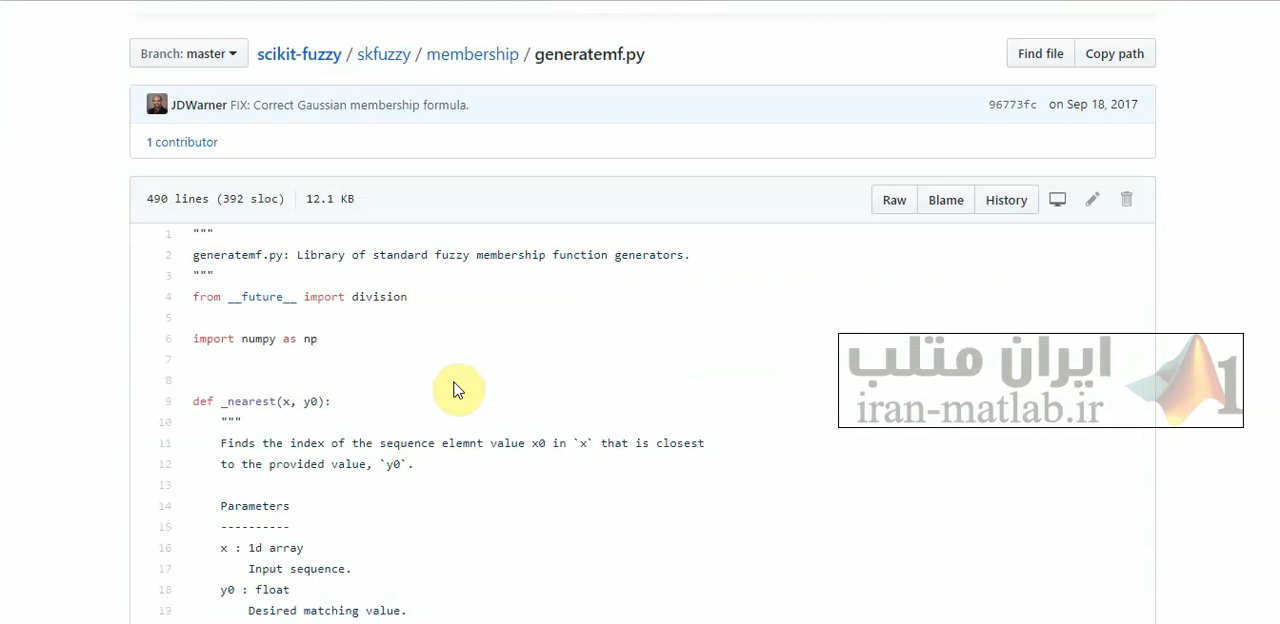 Branch: master scikit-fuzzy / skfuzzy / membership / generatemf.py Find file Copy path
JDWarner FIX: Correct Gaussian membership formula. 96773fc on Sep 18, 2017
1 contributor
490 lines (392 sloc) 12.1 KB Raw Blame History
1 """
2 generatemf.py: Library of standard fuzzy membership function generators.
3 """
4 from __future__ import division
5
6 import numpy as np
7
8
9 def _nearest(x, y0):
10 """
11 Finds the index of the sequence elemnt value x0 in `x` that is closest
12 to the provided value, `y0`.
13
14 Parameters
15 ----------
16 x : 1d array
17 Input sequence.
18 y0 : float
19 Desired matching value.
ایران متلب 1
iran-matlab.ir